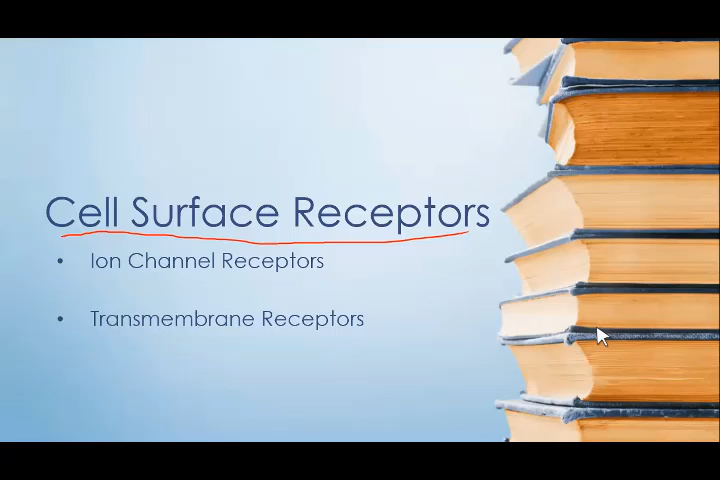 Cell Surface Receptors
• Ion Channel Receptors
• Transmembrane Receptors